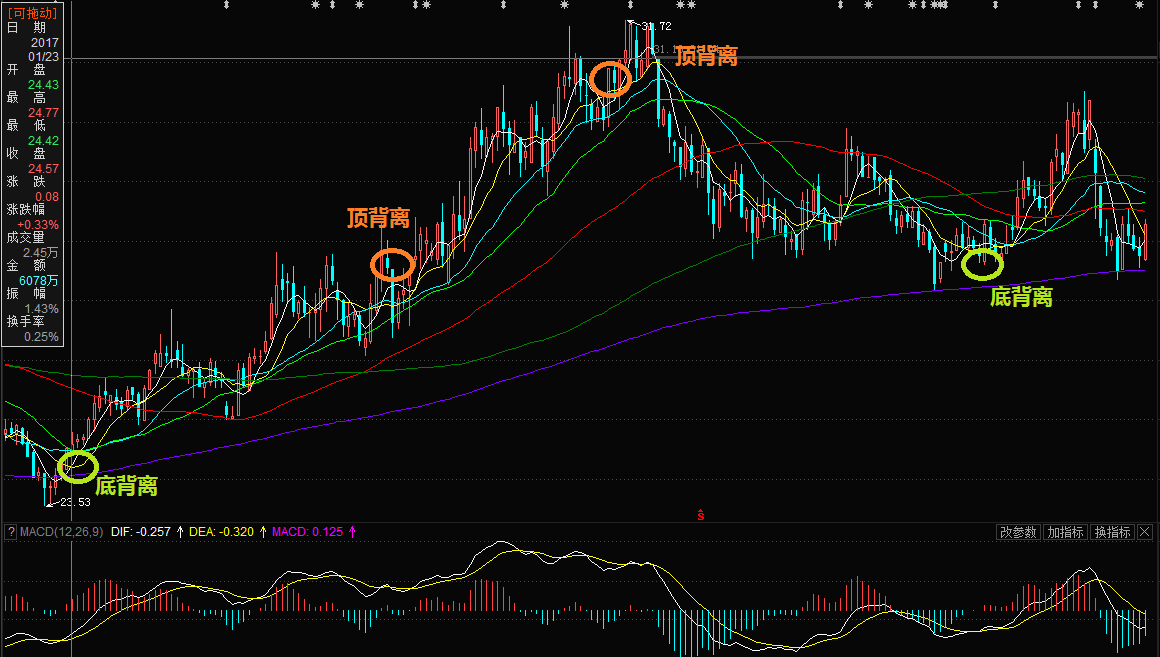 [可拖动]
日 期
2017
01/23
开 盘
24.43
最 高
24.77
最 低
24.42
收 盘
24.57
涨 跌
0.08
涨跌幅
+0.33%
成交量
2.45万
金 额
6078万
振 幅
1.43%
换手率
0.25%
31.72
顶背离
顶背离
底背离
底背离
23.53
ŝ
? MACD(12,26,9) DIF: -0.257 ↑ DEA: -0.320 ↑ MACD: 0.125 ↑
改参数 加指标 换指标